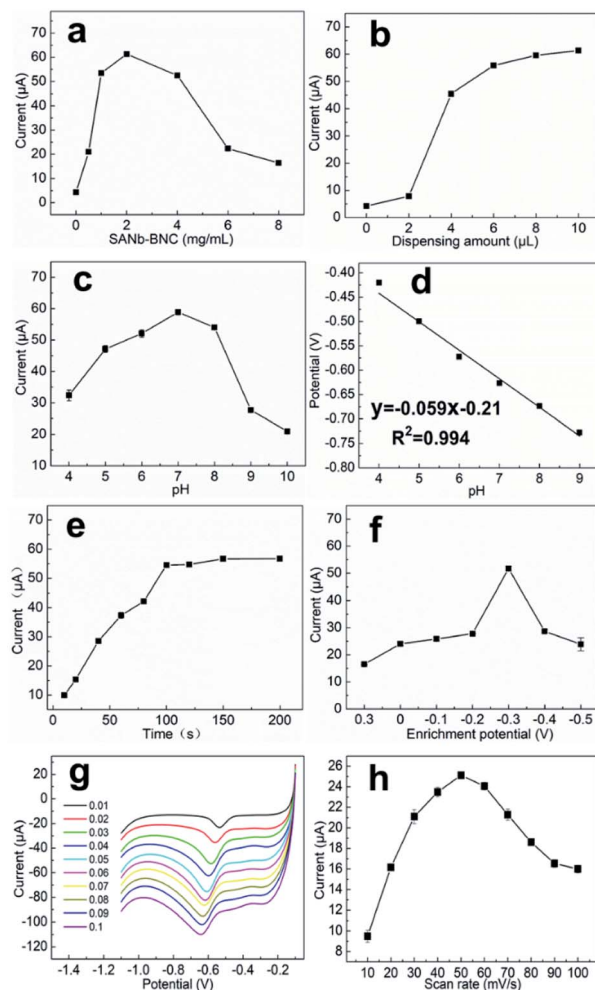 a
70
60
50
40
30
20
10
0
Current (μA)
0 2 4 6 8
SANb-BNC (mg/mL)
b
70
60
50
40
30
20
10
0
Current (μA)
0 2 4 6 8 10
Dispensing amount (μL)
c
70
60
50
40
30
20
10
Current (μA)
4 5 6 7 8 9 10
pH
d
-0.40
-0.45
-0.50
-0.55
-0.60
-0.65
-0.70
-0.75
-0.80
Potential (V)
y=-0.059x-0.21
R²=0.994
4 5 6 7 8 9
pH
e
70
60
50
40
30
20
10
Current（μA）
0 50 100 150 200
Time（s）
f
70
60
50
40
30
20
10
0
Current (μA)
0.3 0 -0.1 -0.2 -0.3 -0.4 -0.5
Enrichment potential (V)
g
20
0
-20
-40
-60
-80
-100
-120
Current (μA)
0.01
0.02
0.03
0.04
0.05
0.06
0.07
0.08
0.09
0.1
-1.4 -1.0 -0.6 -0.2
Potential (V)
h
26
24
22
20
18
16
14
12
10
8
Current (μA)
10 20 30 40 50 60 70 80 90 100
Scan rate (mV/s)